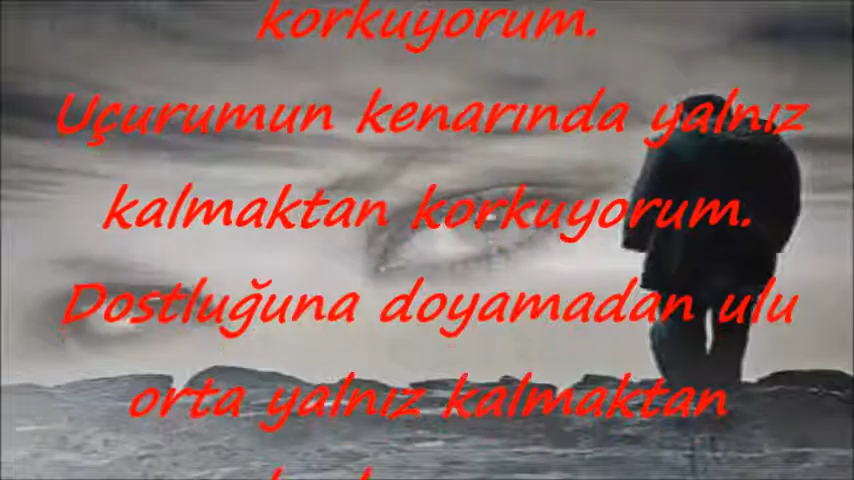 korkuyorum.
Uçurumun kenarında yalnız
kalmaktan korkuyorum.
Dostluğuna doyamadan ulu
orta yalnız kalmaktan